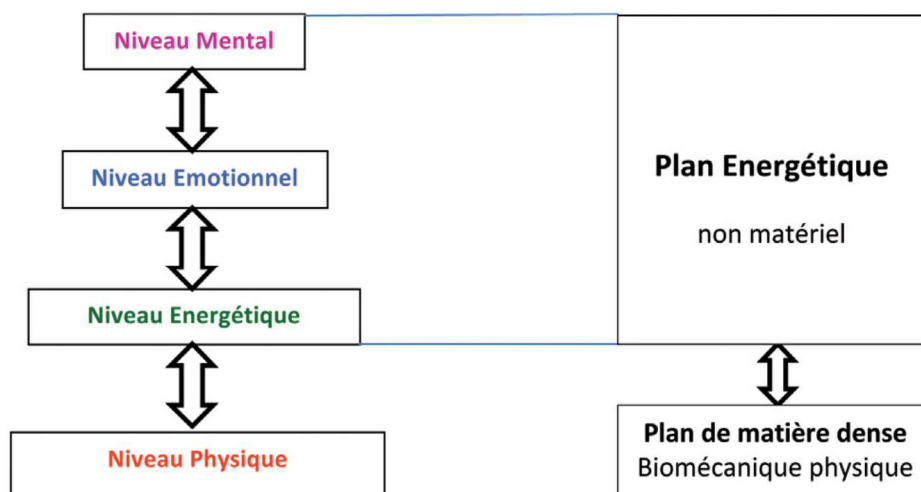 Niveau Mental
Niveau Emotionnel
Niveau Energétique
Niveau Physique
Plan Energétique
non matériel
Plan de matière dense
Biomécanique physique